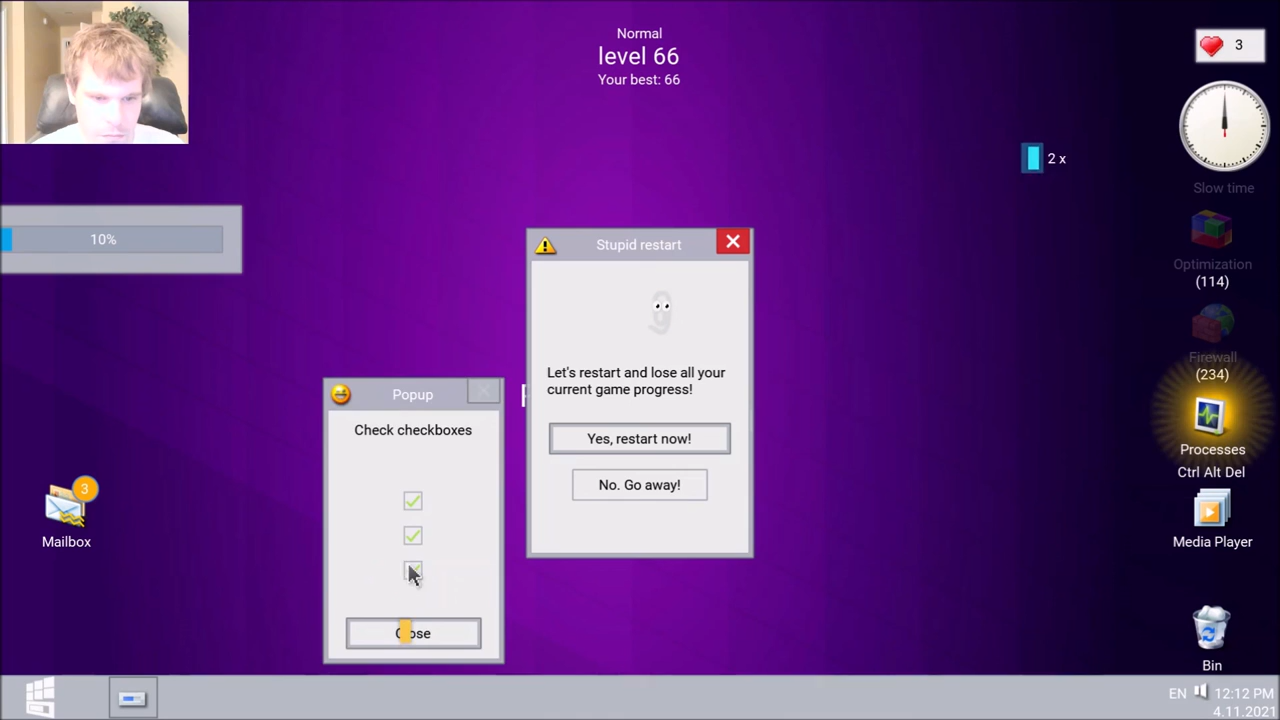 Normal
level 66
Your best: 66
3
2 x
Slow time
10%
Stupid restart
Optimization
(114)
Let's restart and lose all your
current game progress!
Firewall
(234)
Popup
Check checkboxes
Yes, restart now!
Processes
Ctrl Alt Del
No. Go away!
3
Mailbox
Media Player
Close
Bin
EN 12:12 PM
4.11.2021